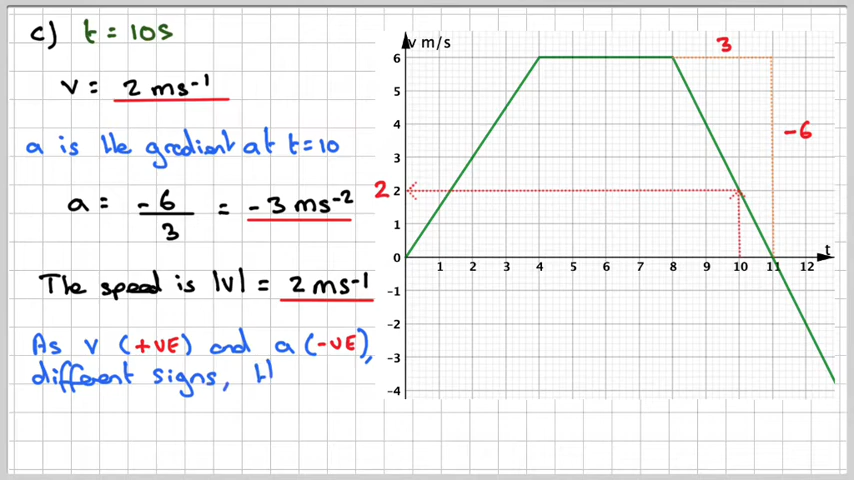 c) t = 10s
v = 2 ms-1
a is the gradient at t=10
a = -6/3 = -3 ms-2
The speed is |v| = 2 ms-1
As v (+VE) and a (-VE),
different signs,
v m/s
3
6
5
4
3
2
1
0
-1
-2
-3
-4
2
-6
t
1 2 3 4 5 6 7 8 9 10 11 12